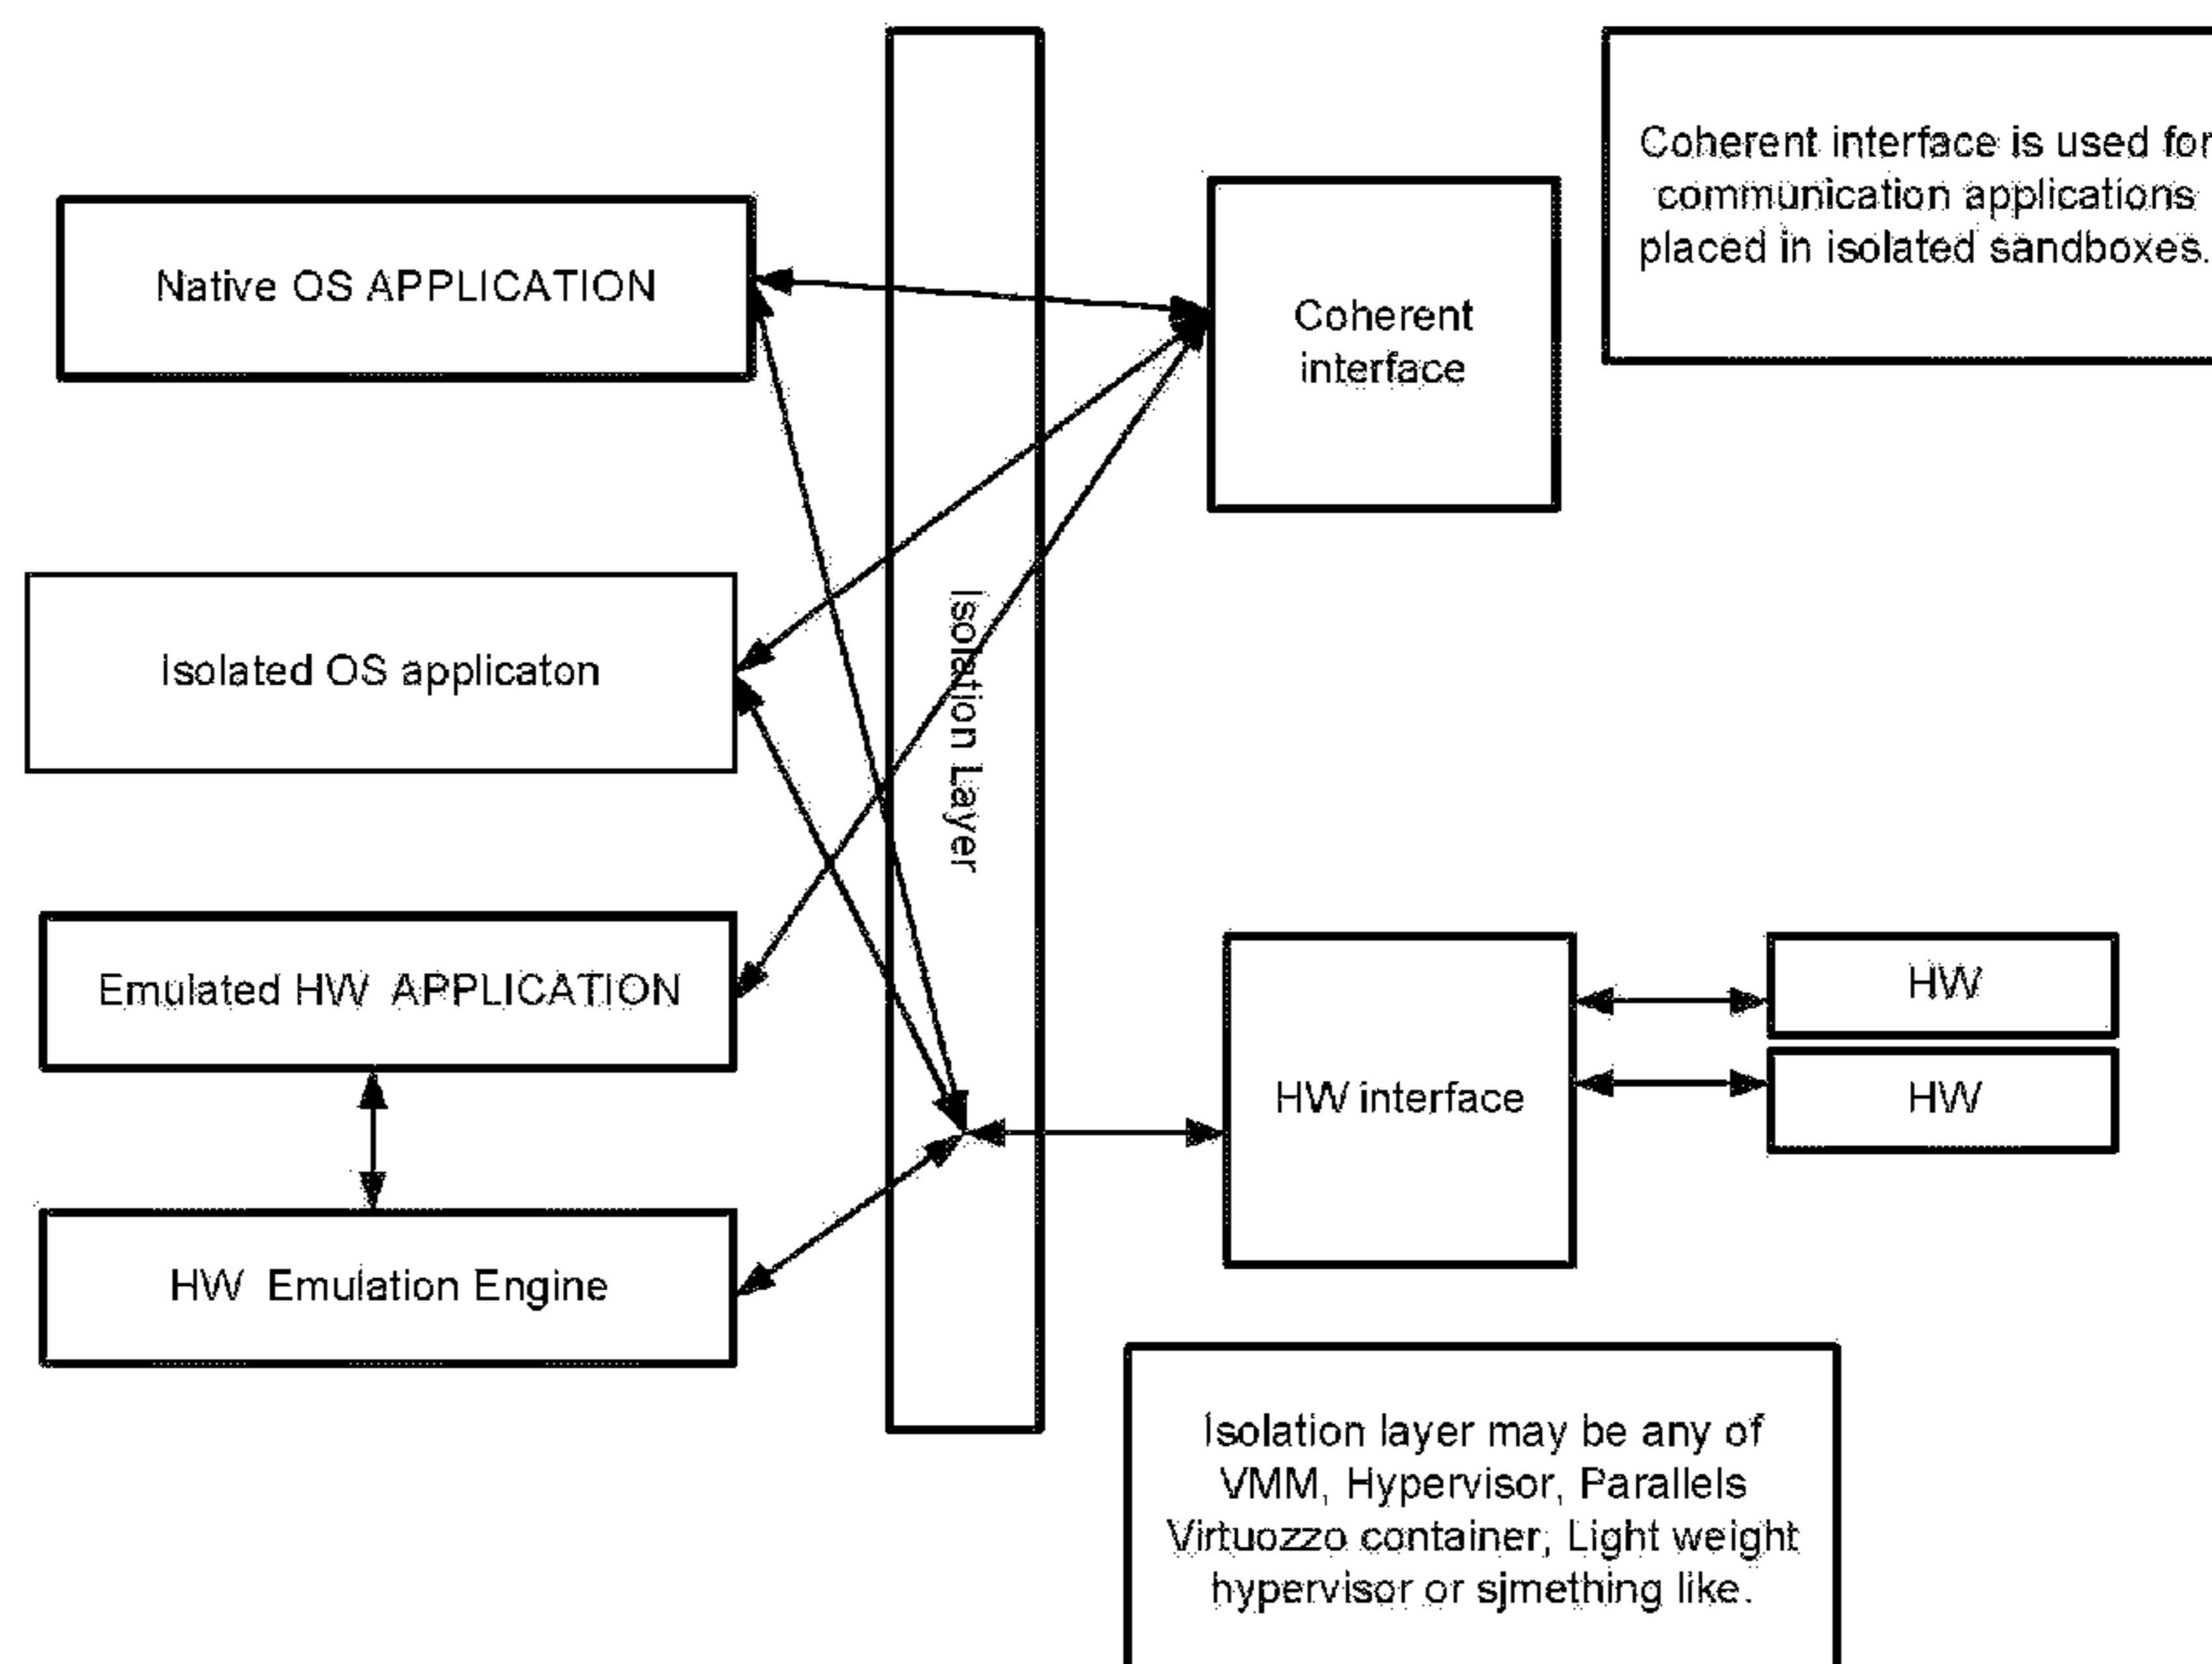 Coherent interface is used for
communication applications
placed in isolated sandboxes.
Native OS APPLICATION
Coherent
interface
Isolated OS applicaton
Isolation Layer
Emulated HW APPLICATION
HW
HW interface
HW
HW Emulation Engine
Isolation layer may be any of
VMM, Hypervisor, Parallels
Virtuozzo container, Light weight
hypervisor or sjmething like.